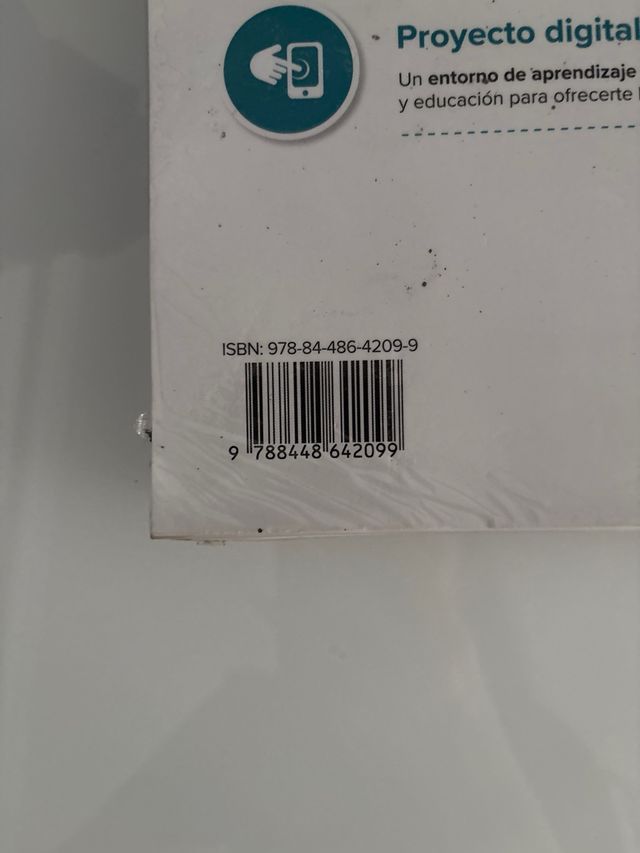 Proyecto digital
Un entorno de aprendizaje
y educación para ofrecerte
ISBN: 978-84-486-4209-9
9 788448 642099